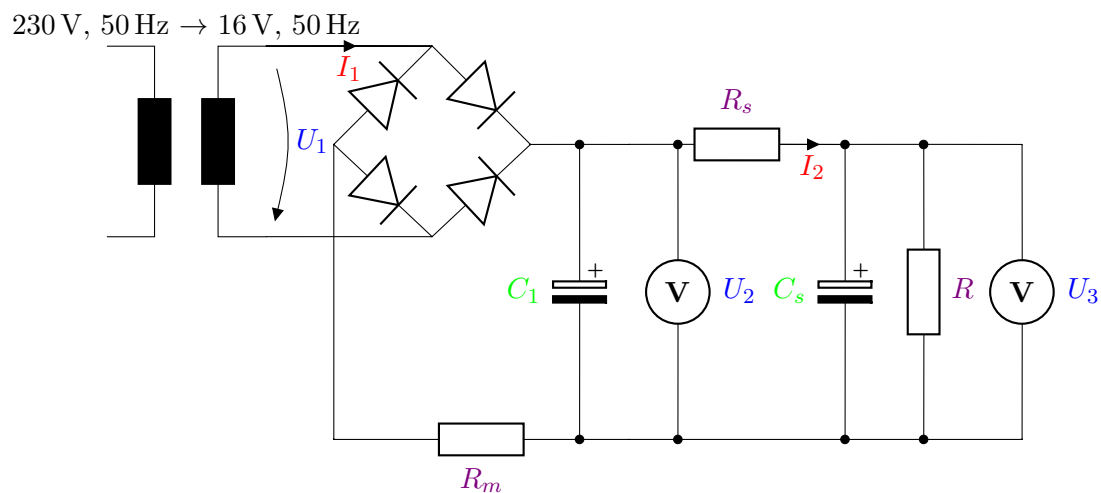 230 V, 50 Hz → 16 V, 50 Hz
I₁
U₁
Rₛ
I₂
C₁
+
V
U₂
Cₛ
+
R
V
U₃
Rₘ